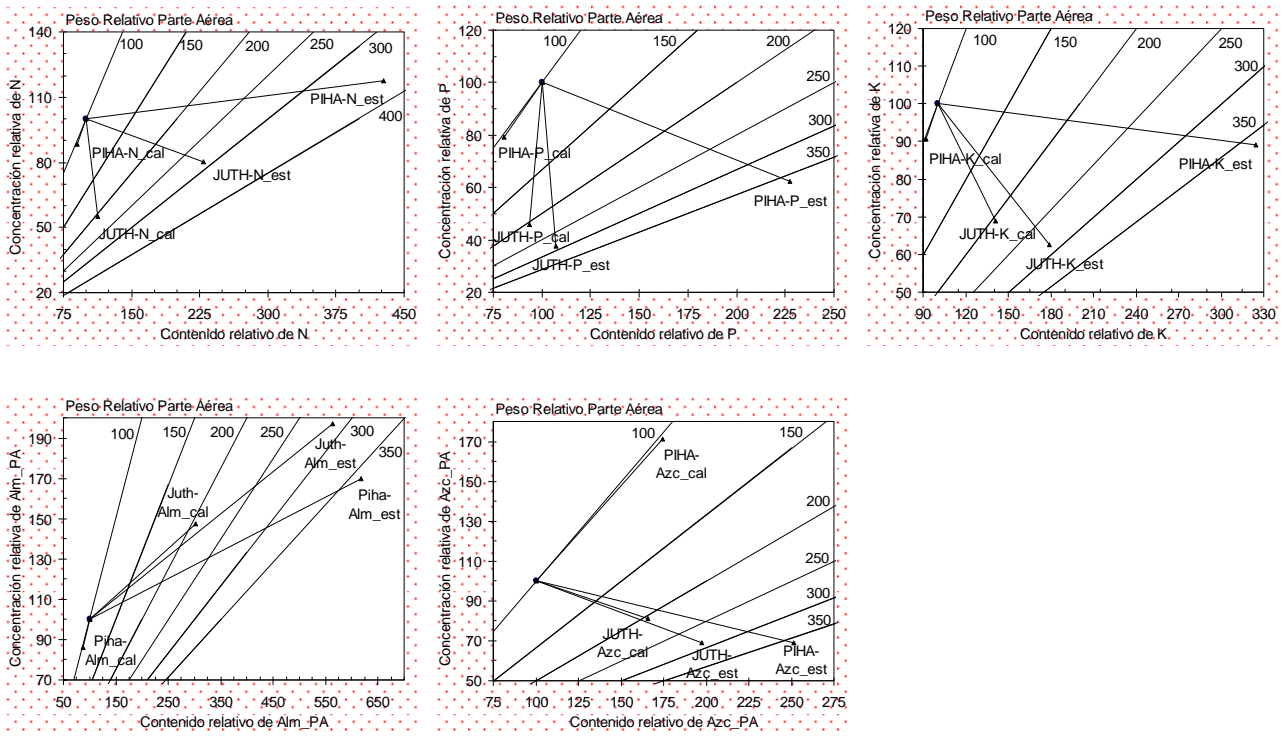 Peso Relativo Parte Aérea
140
110
80
50
20
Concentración relativa de N
100
150
200
250
300
400
PIHA-N_est
PIHA-N_cal
JUTH-N_est
JUTH-N_cal
75
150
225
300
375
450
Contenido relativo de N
Peso Relativo Parte Aérea
120
100
80
60
40
20
Concentración relativa de P
100
150
200
250
300
350
PIHA-P_cal
PIHA-P_est
JUTH-P_cal
JUTH-P_est
75
100
125
150
175
200
225
250
Contenido relativo de P
Peso Relativo Parte Aérea
120
110
100
90
80
70
60
50
Concentración relativa de K
100
150
200
250
300
350
PIHA-K_cal
PIHA-K_est
JUTH-K_cal
JUTH-K_est
90
120
150
180
210
240
270
300
330
Contenido relativo de K
Peso Relativo Parte Aérea
190
170
150
130
110
90
70
Concentración relativa de Alm_PA
100
150
200
250
300
350
Juth-
Alm_est
Juth-
Alm_cal
Piha-
Alm_est
Piha-
Alm_cal
50
150
250
350
450
550
650
Contenido relativo de Alm_PA
Peso Relativo Parte Aérea
170
150
130
110
90
70
50
Concentración relativa de Azc_PA
100
150
200
250
300
350
PIHA-
Azc_cal
JUTH-
Azc_cal
JUTH-
Azc_est
PIHA-
Azc_est
75
100
125
150
175
200
225
250
275
Contenido relativo de Azc_PA